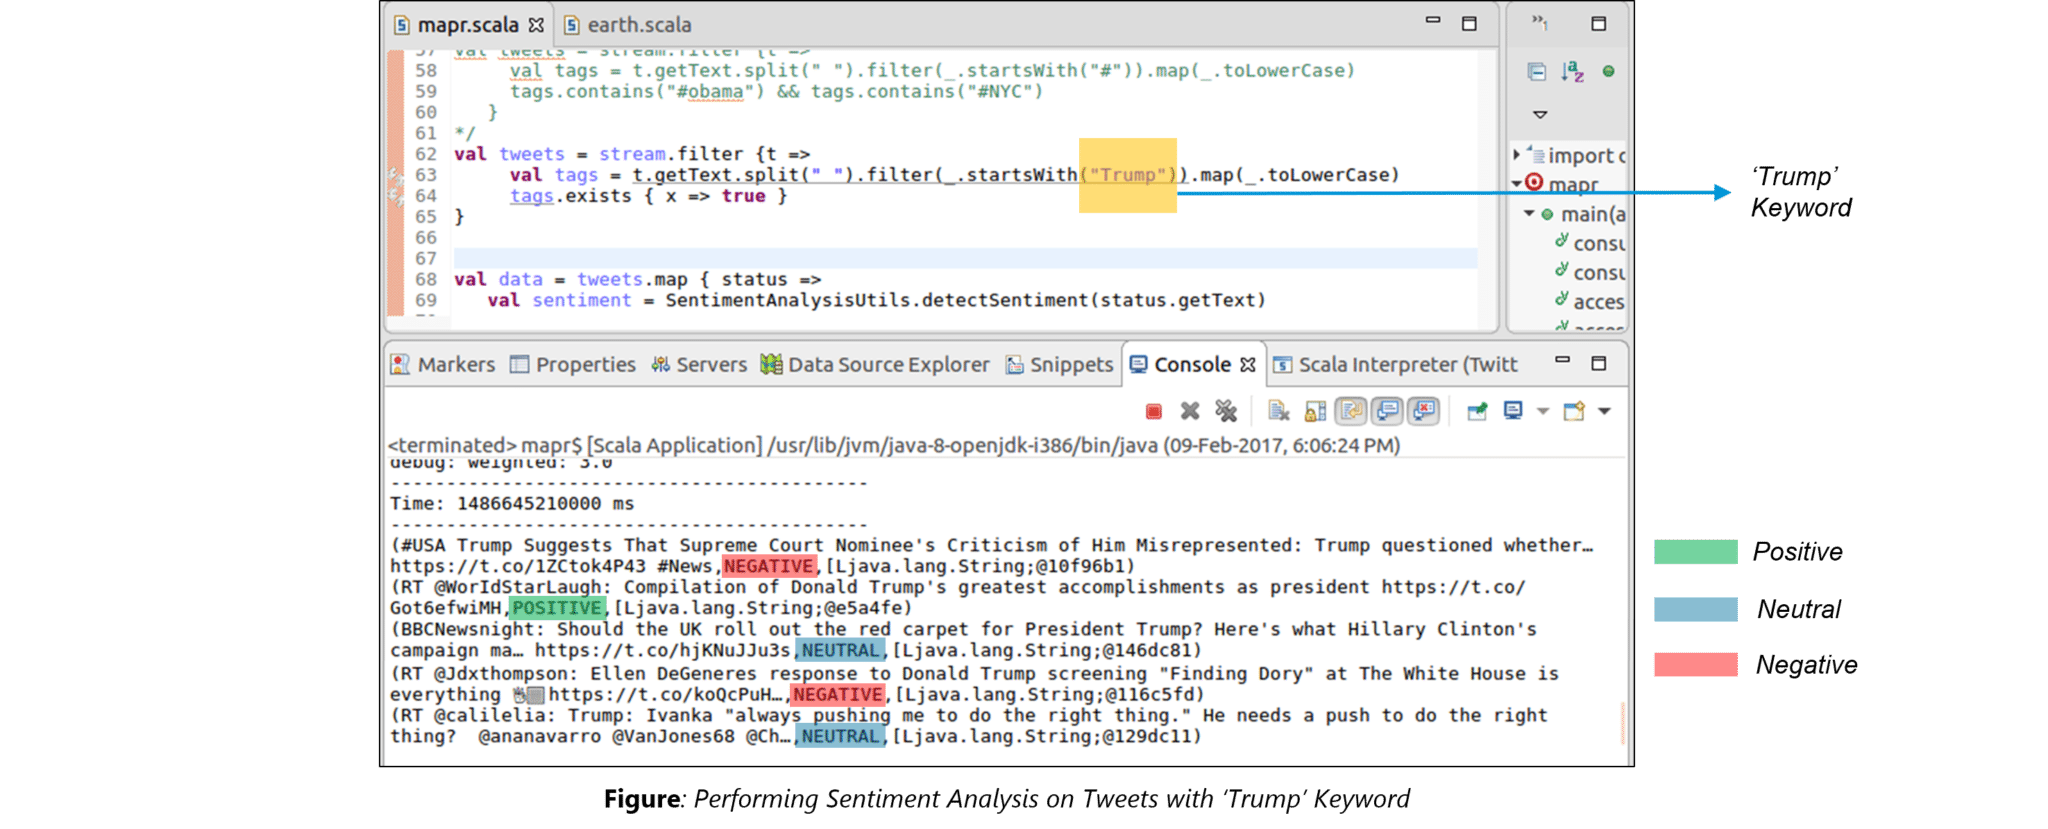 mapr.scala
earth.scala
57 val tweets = stream.filter {t =>
58 val tags = t.getText.split(" ").filter(_.startsWith("#")).map(_.toLowerCase)
59 tags.contains("#obama") && tags.contains("#NYC")
60 }
61 */
62 val tweets = stream.filter {t =>
63 val tags = t.getText.split(" ").filter(_.startsWith("Trump")).map(_.toLowerCase)
64 tags.exists { x => true }
65 }
66
67
68 val data = tweets.map { status =>
69 val sentiment = SentimentAnalysisUtils.detectSentiment(status.getText)
import c
mapr
main(a
consu
consu
acces
acces
'Trump'
Keyword
Markers Properties Servers Data Source Explorer Snippets Console Scala Interpreter (Twitt
<terminated> mapr$ [Scala Application] /usr/lib/jvm/java-8-openjdk-i386/bin/java (09-Feb-2017, 6:06:24 PM)
debug: weighted: 3.0
-------------------------------------------
Time: 1486645210000 ms
-------------------------------------------
(#USA Trump Suggests That Supreme Court Nominee's Criticism of Him Misrepresented: Trump questioned whether…
https://t.co/1ZCtok4P43 #News,NEGATIVE,[Ljava.lang.String;@10f96b1)
(RT @WorIdStarLaugh: Compilation of Donald Trump's greatest accomplishments as president https://t.co/
Got6efwiMH,POSITIVE,[Ljava.lang.String;@e5a4fe)
(BBCNewsnight: Should the UK roll out the red carpet for President Trump? Here's what Hillary Clinton's
campaign ma… https://t.co/hjKNuJJu3s,NEUTRAL,[Ljava.lang.String;@146dc81)
(RT @Jdxthompson: Ellen DeGeneres response to Donald Trump screening "Finding Dory" at The White House is
everything https://t.co/koQcPuH…,NEGATIVE,[Ljava.lang.String;@116c5fd)
(RT @calilelia: Trump: Ivanka "always pushing me to do the right thing." He needs a push to do the right
thing? @ananavarro @VanJones68 @Ch…,NEUTRAL,[Ljava.lang.String;@129dc11)
Positive
Neutral
Negative
Figure: Performing Sentiment Analysis on Tweets with 'Trump' Keyword